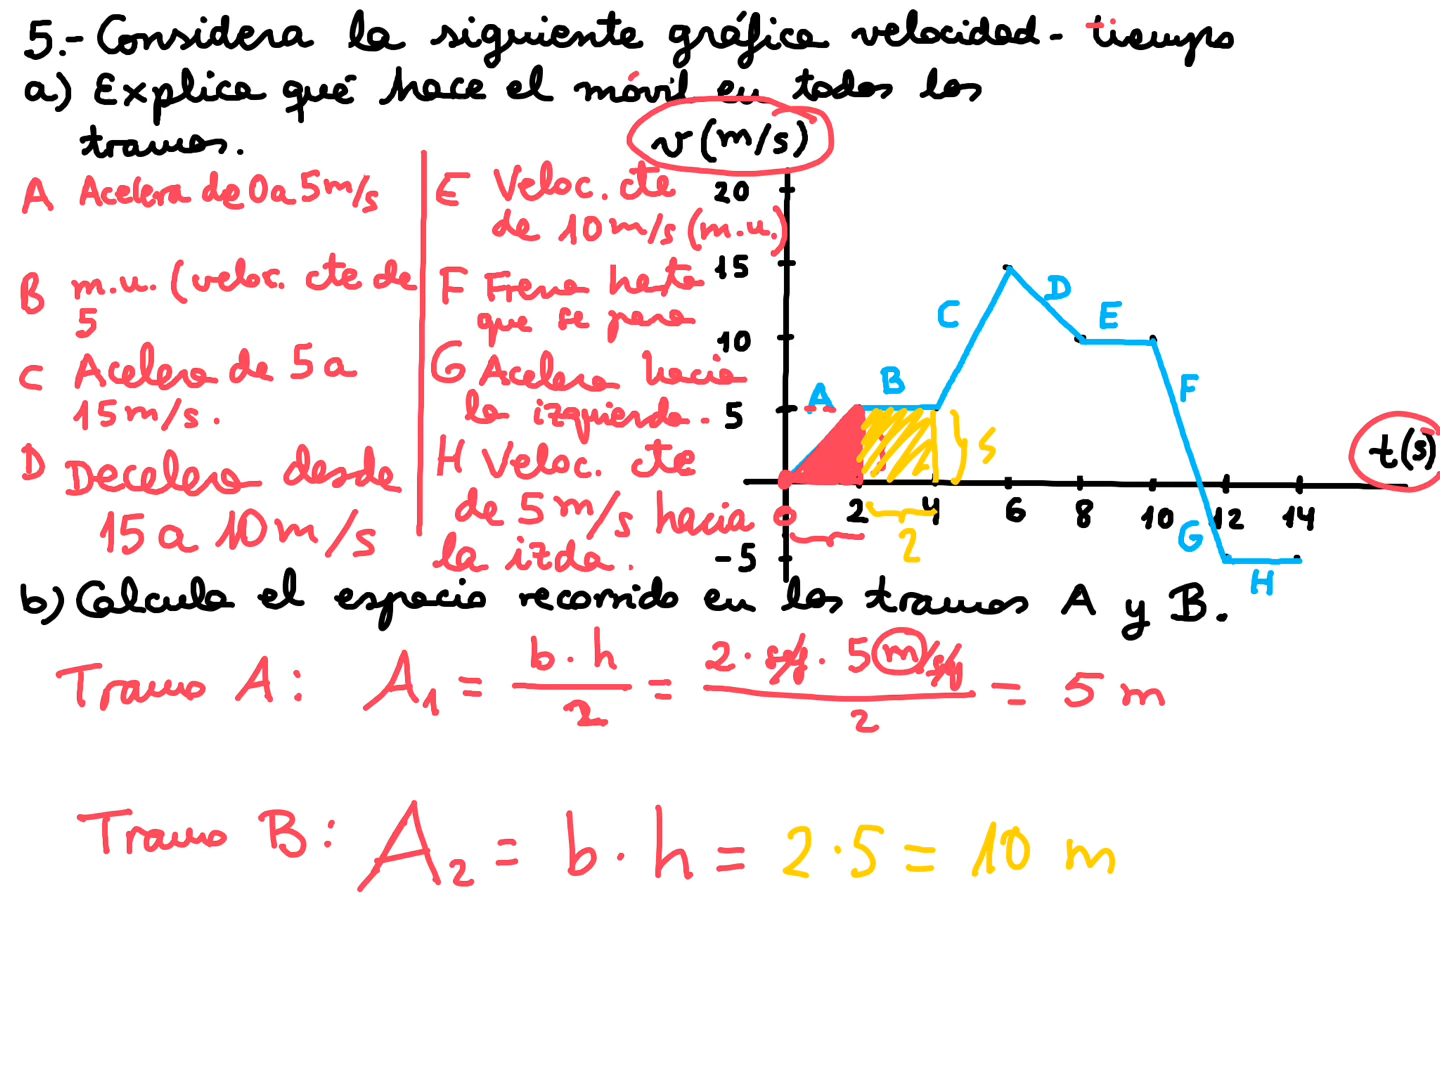 5.- Considera la siguiente gráfica velocidad - tiempo
a) Explica qué hace el móvil en todos los
tramos.
A Acelera de 0 a 5 m/s
B m.u. (veloc. cte de
5
C Acelera de 5 a
15 m/s.
D Decelera desde
15 a 10 m/s
E Veloc. cte
de 10 m/s (m.u.)
F Frena hasta
que se para
G Acelera hacia
la izquierda.
H Veloc. cte
de 5 m/s hacia
la izda.
v (m/s)
20
15
10
5
-5
0 2 4 6 8 10 12 14
t(s)
A
B
C
D
E
F
G
H
5
2
b) Calcula el espacio recorrido en los tramos A y B.
Tramo A: A₁ = b · h / 2 = 2 · s · 5 m/s / 2 = 5 m
Tramo B: A₂ = b · h = 2 · 5 = 10 m